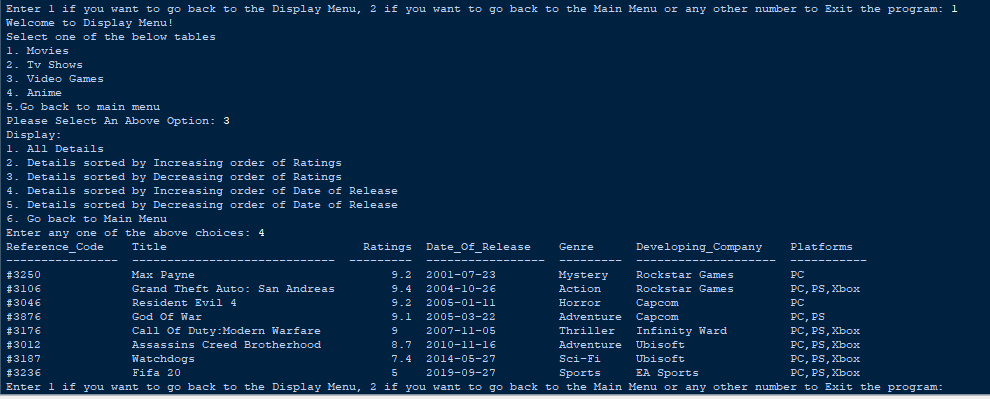 Enter 1 if you want to go back to the Display Menu, 2 if you want to go back to the Main Menu or any other number to Exit the program: 1
Welcome to Display Menu!
Select one of the below tables
1. Movies
2. Tv Shows
3. Video Games
4. Anime
5.Go back to main menu
Please Select An Above Option: 3
Display:
1. All Details
2. Details sorted by Increasing order of Ratings
3. Details sorted by Decreasing order of Ratings
4. Details sorted by Increasing order of Date of Release
5. Details sorted by Decreasing order of Date of Release
6. Go back to Main Menu
Enter any one of the above choices: 4
Reference_Code    Title                            Ratings  Date_Of_Release    Genre      Developing_Company    Platforms
----------------  -----------------------------  ---------  -----------------  ---------  --------------------  -----------
#3250             Max Payne                            9.2  2001-07-23         Mystery    Rockstar Games        PC
#3106             Grand Theft Auto: San Andreas        9.4  2004-10-26         Action     Rockstar Games        PC,PS,Xbox
#3046             Resident Evil 4                      9.2  2005-01-11         Horror     Capcom                PC
#3876             God Of War                           9.1  2005-03-22         Adventure  Capcom                PC,PS
#3176             Call Of Duty:Modern Warfare          9    2007-11-05         Thriller   Infinity Ward         PC,PS,Xbox
#3012             Assassins Creed Brotherhood          8.7  2010-11-16         Adventure  Ubisoft               PC,PS,Xbox
#3187             Watchdogs                            7.4  2014-05-27         Sci-Fi     Ubisoft               PC,PS,Xbox
#3236             Fifa 20                              5    2019-09-27         Sports     EA Sports             PC,PS,Xbox
Enter 1 if you want to go back to the Display Menu, 2 if you want to go back to the Main Menu or any other number to Exit the program: